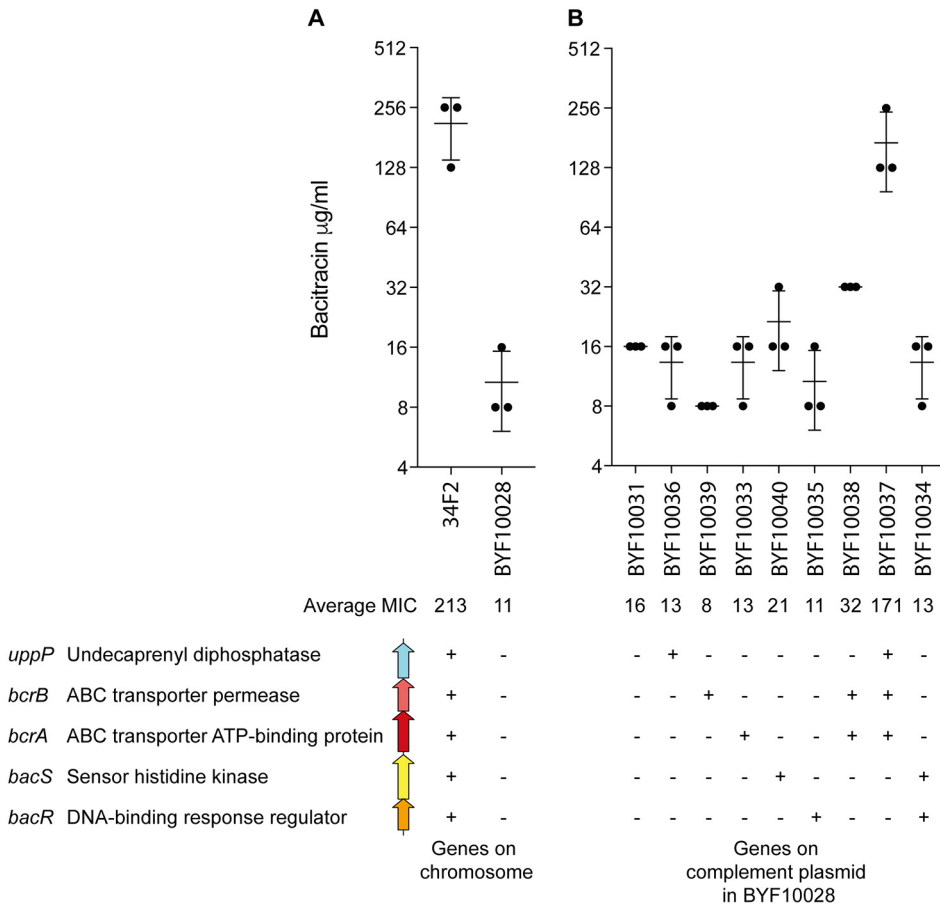 A
B
Bacitracin μg/ml
512
256
128
64
32
16
8
4
512
256
128
64
32
16
8
4
34F2
BYF10028
BYF10031
BYF10036
BYF10039
BYF10033
BYF10040
BYF10035
BYF10038
BYF10037
BYF10034
Average MIC 213 11 16 13 8 13 21 11 32 171 13
uppP Undecaprenyl diphosphatase + - - + - - - - - + -
bcrB ABC transporter permease + - - - + - - - + + -
bcrA ABC transporter ATP-binding protein + - - - - + - - + + -
bacS Sensor histidine kinase + - - - - - + - - - +
bacR DNA-binding response regulator + - - - - - - + - - +
Genes on
chromosome
Genes on
complement plasmid
in BYF10028